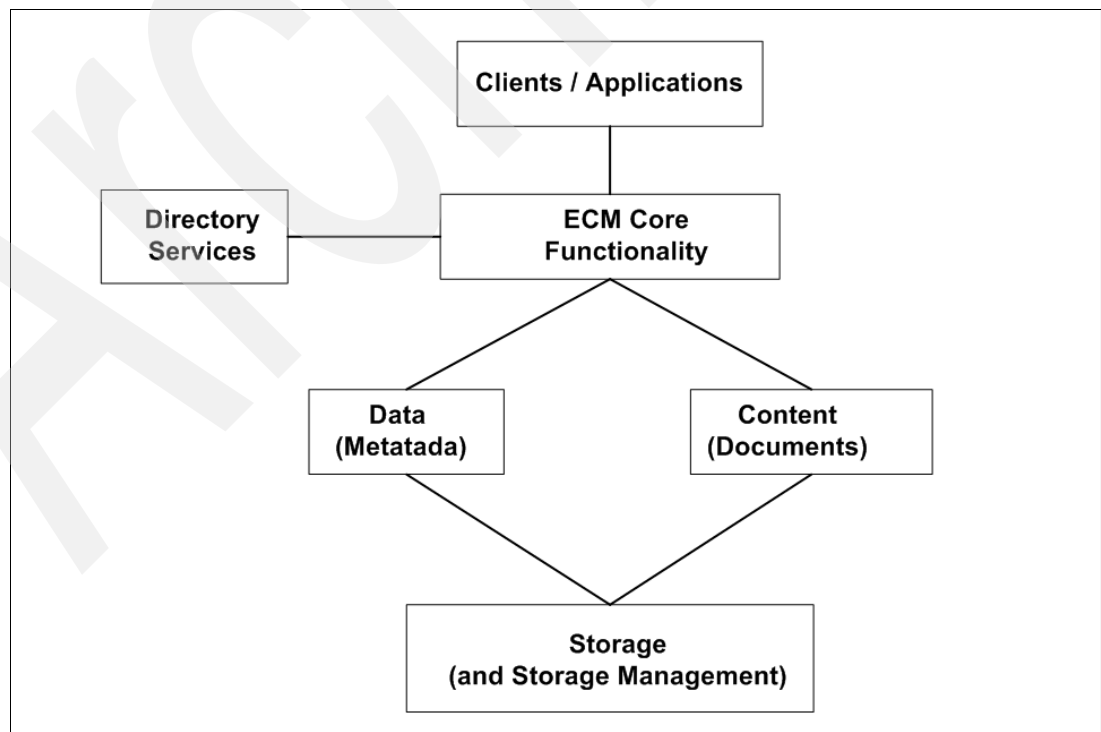 Clients / Applications
Directory
Services
ECM Core
Functionality
Data
(Metatada)
Content
(Documents)
Storage
(and Storage Management)